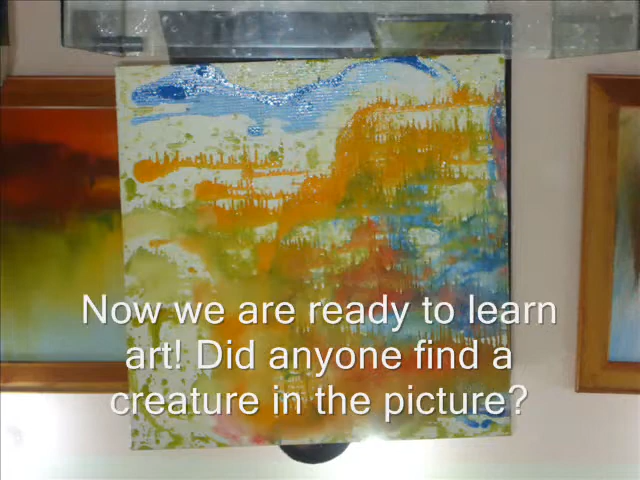 Now we are ready to learn
art! Did anyone find a
creature in the picture?